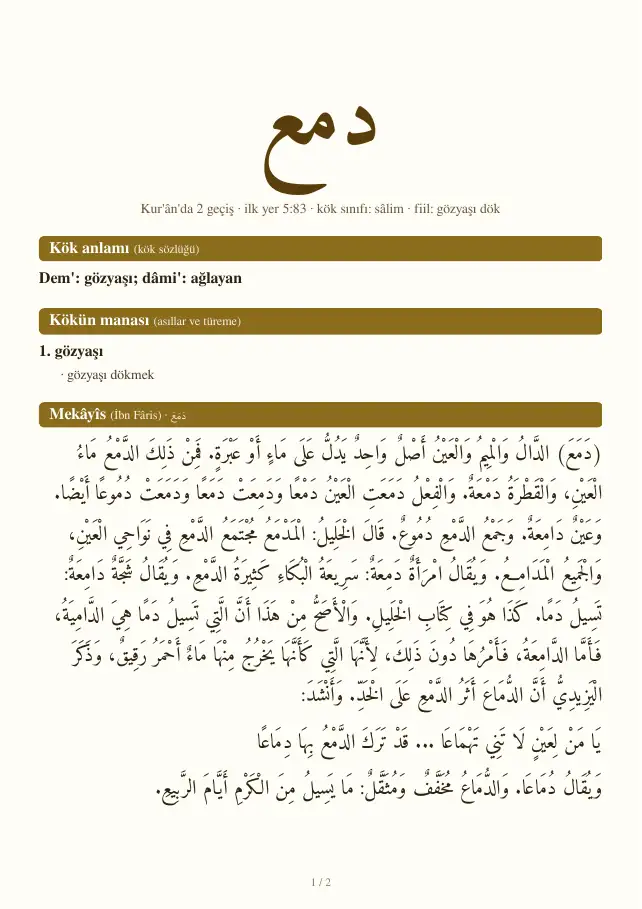 دمع
Kur'ân'da 2 geçiş · ilk yer 5:83 · kök sınıfı: sâlim · fiil: gözyaşı dök
Kök anlamı (kök sözlüğü)
Dem': gözyaşı; dâmi': ağlayan
Kökün manası (asıllar ve türeme)
1. gözyaşı
· gözyaşı dökmek
Mekâyîs (İbn Fâris) · دَمَعَ
(دَمَعَ) الدَّالُ وَالْمِيمُ وَالْعَيْنُ أَصْلٌ وَاحِدٌ يَدُلُّ عَلَى مَاءٍ أَوْ عَبْرَةٍ. فَمِنْ ذَلِكَ الدَّمْعُ مَاءُ
الْعَيْنِ، وَالْقَطْرَةُ دَمْعَةٌ. وَالْفِعْلُ دَمَعَتِ الْعَيْنُ دَمْعًا وَدَمِعَتْ دَمَعًا وَدَمَعَتْ دُمُوعًا أَيْضًا.
وَعَيْنٌ دَامِعَةٌ. وَجَمْعُ الدَّمْعِ دُمُوعٌ. قَالَ الْخَلِيلُ: الْمَدْمَعُ مُجْتَمَعُ الدَّمْعِ فِي نَوَاحِي الْعَيْنِ،
وَالْجَمِيعُ الْمَدَامِعُ. وَيُقَالُ امْرَأَةٌ دَمِعَةٌ: سَرِيعَةُ الْبُكَاءِ كَثِيرَةُ الدَّمْعِ. وَيُقَالُ شَجَّةٌ دَامِعَةٌ:
تَسِيلُ دَمًا. كَذَا هُوَ فِي كِتَابِ الْخَلِيلِ. وَالْأَصَحُّ مِنْ هَذَا أَنَّ الَّتِي تَسِيلُ دَمًا هِيَ الدَّامِيَةُ،
فَأَمَّا الدَّامِعَةُ، فَأَمْرُهَا دُونَ ذَلِكَ، لِأَنَّهَا الَّتِي كَأَنَّهَا يَخْرُجُ مِنْهَا مَاءٌ أَحْمَرُ رَقِيقٌ، وَذَكَرَ
الْيَزِيدِيُّ أَنَّ الدُّمَاعَ أَثَرُ الدَّمْعِ عَلَى الْخَدِّ. وَأَنْشَدَ:
يَا مَنْ لِعَيْنٍ لَا تَنِي تَهْمَاعَا ... قَدْ تَرَكَ الدَّمْعُ بِهَا دِمَاعًا
وَيُقَالُ دُمَاعَا. وَالدُّمَاعُ مُخَفَّفٌ وَمُثَقَّلٌ: مَا يَسِيلُ مِنَ الْكَرْمِ أَيَّامَ الرَّبِيعِ.
1 / 2